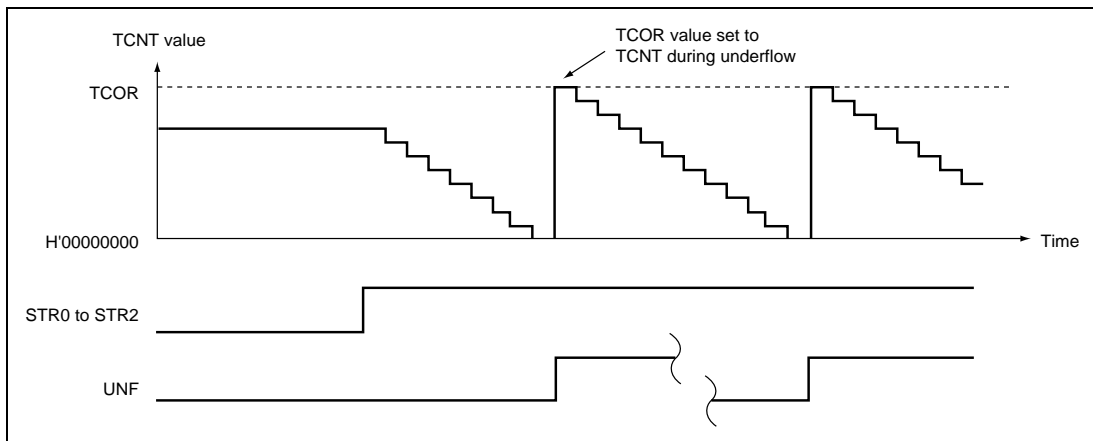 TCNT value
TCOR value set to
TCNT during underflow
TCOR
H'00000000
Time
STR0 to STR2
UNF